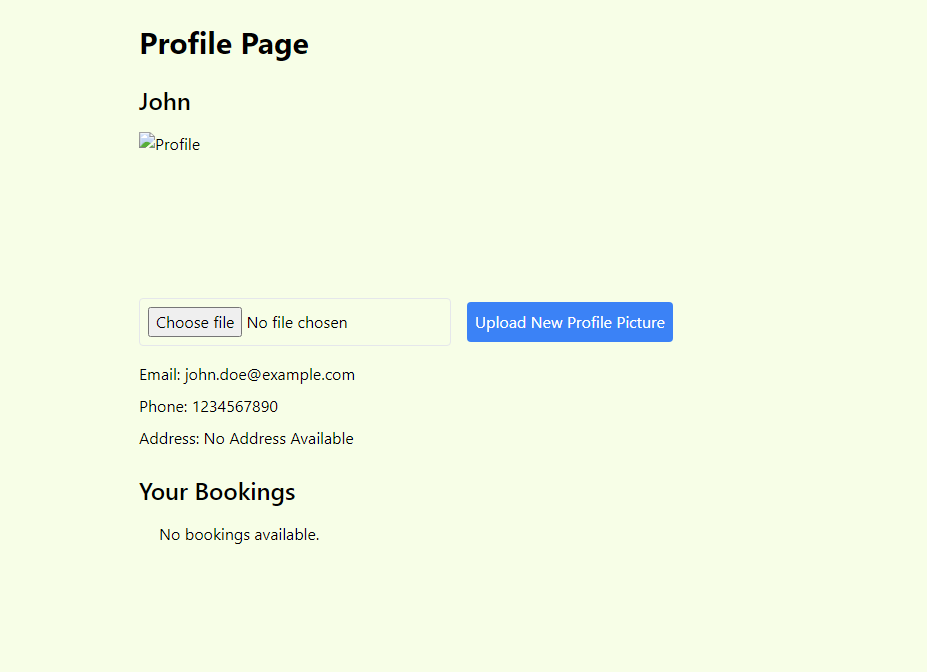 Profile Page
John
Profile
Choose file No file chosen Upload New Profile Picture
Email: john.doe@example.com
Phone: 1234567890
Address: No Address Available
Your Bookings
No bookings available.